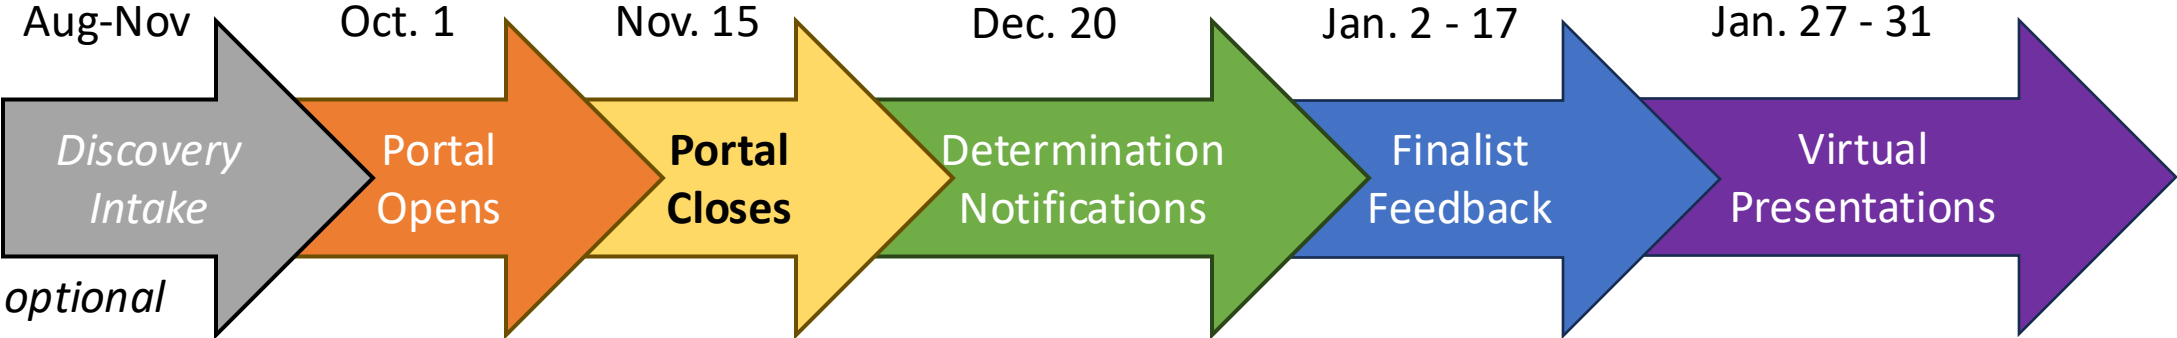 Aug-Nov
Oct. 1
Nov. 15
Dec. 20
Jan. 2 - 17
Jan. 27 - 31
Discovery
Intake
Portal
Opens
Portal
Closes
Determination
Notifications
Finalist
Feedback
Virtual
Presentations
optional